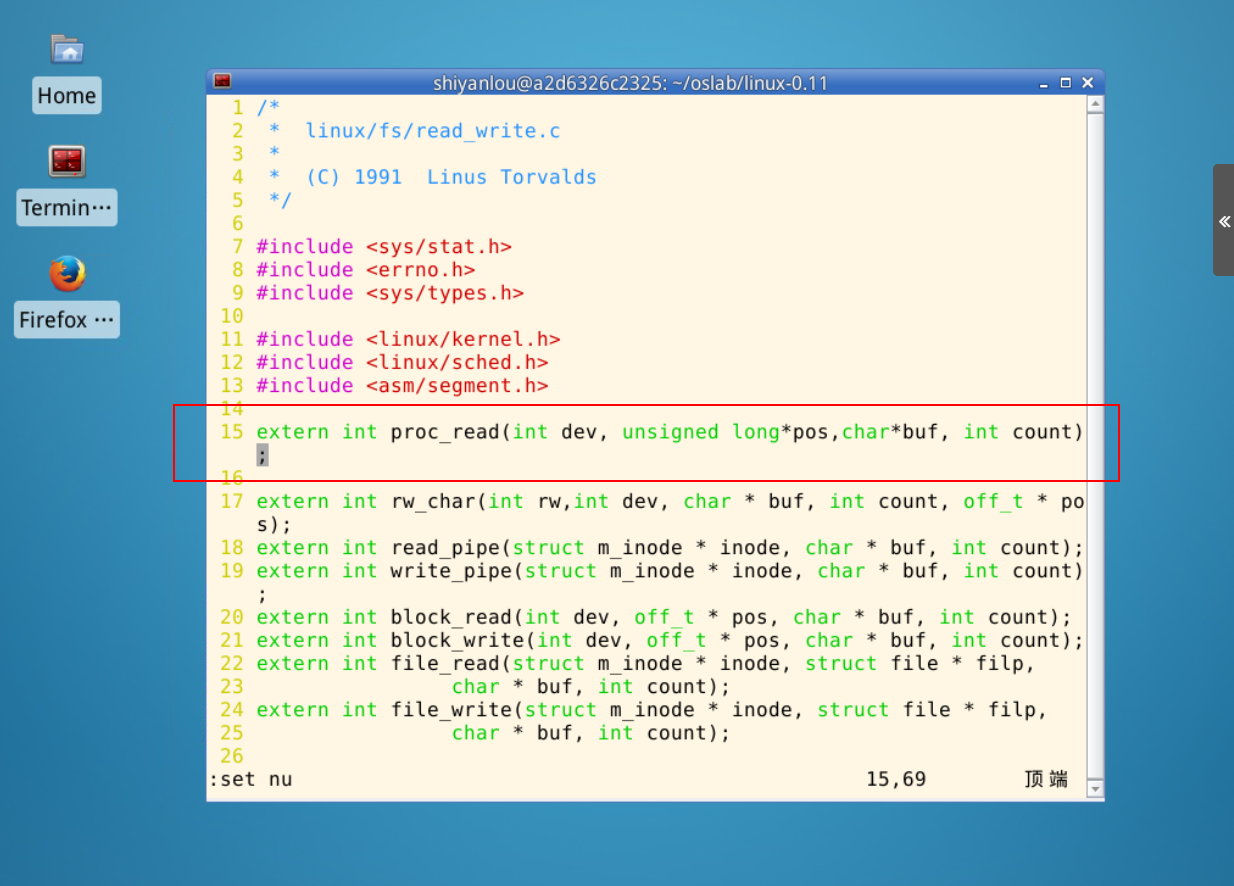 Home
Termin···
Firefox ···
shiyanlou@a2d6326c2325: ~/oslab/linux-0.11
1 /*
2  *  linux/fs/read_write.c
3  *
4  *  (C) 1991  Linus Torvalds
5  */
6
7 #include <sys/stat.h>
8 #include <errno.h>
9 #include <sys/types.h>
10
11 #include <linux/kernel.h>
12 #include <linux/sched.h>
13 #include <asm/segment.h>
14
15 extern int proc_read(int dev, unsigned long*pos,char*buf, int count)
;
16
17 extern int rw_char(int rw,int dev, char * buf, int count, off_t * po
s);
18 extern int read_pipe(struct m_inode * inode, char * buf, int count);
19 extern int write_pipe(struct m_inode * inode, char * buf, int count)
;
20 extern int block_read(int dev, off_t * pos, char * buf, int count);
21 extern int block_write(int dev, off_t * pos, char * buf, int count);
22 extern int file_read(struct m_inode * inode, struct file * filp,
23                 char * buf, int count);
24 extern int file_write(struct m_inode * inode, struct file * filp,
25                 char * buf, int count);
26
:set nu 15,69 顶端